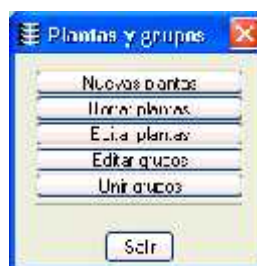 Plantas y grupos
Nuevas plantas
Borrar plantas
Editar plantas
Editar grupos
Unir grupos
Salir